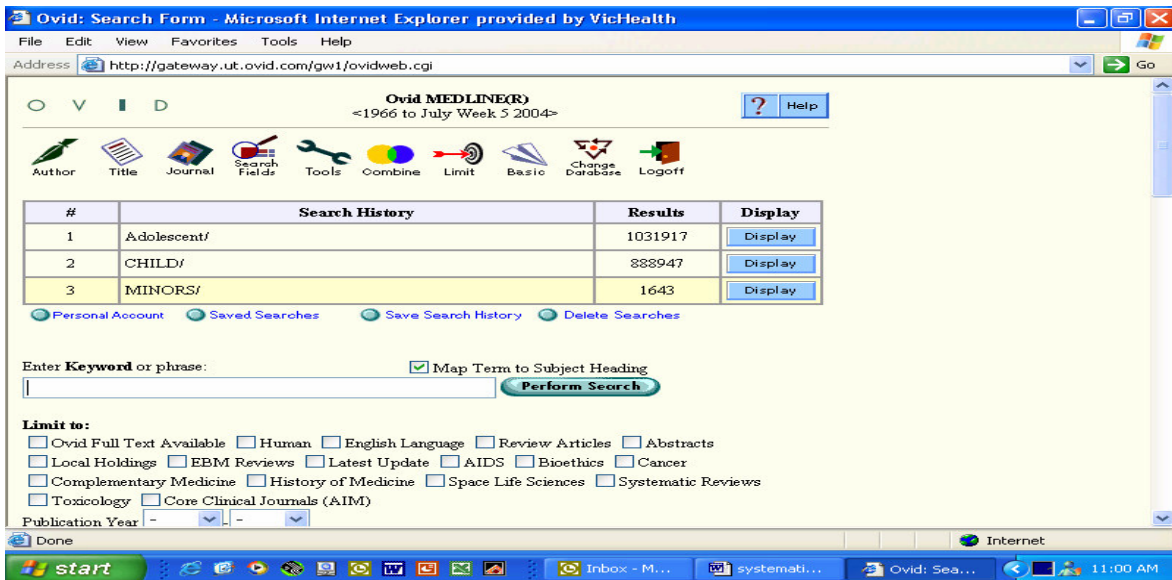 Ovid: Search Form - Microsoft Internet Explorer provided by VicHealth
File Edit View Favorites Tools Help
Address http://gateway.ut.ovid.com/gw1/ovidweb.cgi Go
O V I D
Ovid MEDLINE(R)
<1966 to July Week 5 2004>
? Help
Author Title Journal Search Fields Tools Combine Limit Basic Change Database Logoff
# Search History Results Display
1 Adolescent/ 1031917 Display
2 CHILD/ 888947 Display
3 MINORS/ 1643 Display
Personal Account Saved Searches Save Search History Delete Searches
Enter Keyword or phrase: Map Term to Subject Heading
Perform Search
Limit to:
Ovid Full Text Available Human English Language Review Articles Abstracts
Local Holdings EBM Reviews Latest Update AIDS Bioethics Cancer
Complementary Medicine History of Medicine Space Life Sciences Systematic Reviews
Toxicology Core Clinical Journals (AIM)
Publication Year - - -
Done Internet
start Inbox - M... systemati... Ovid: Sea... 11:00 AM